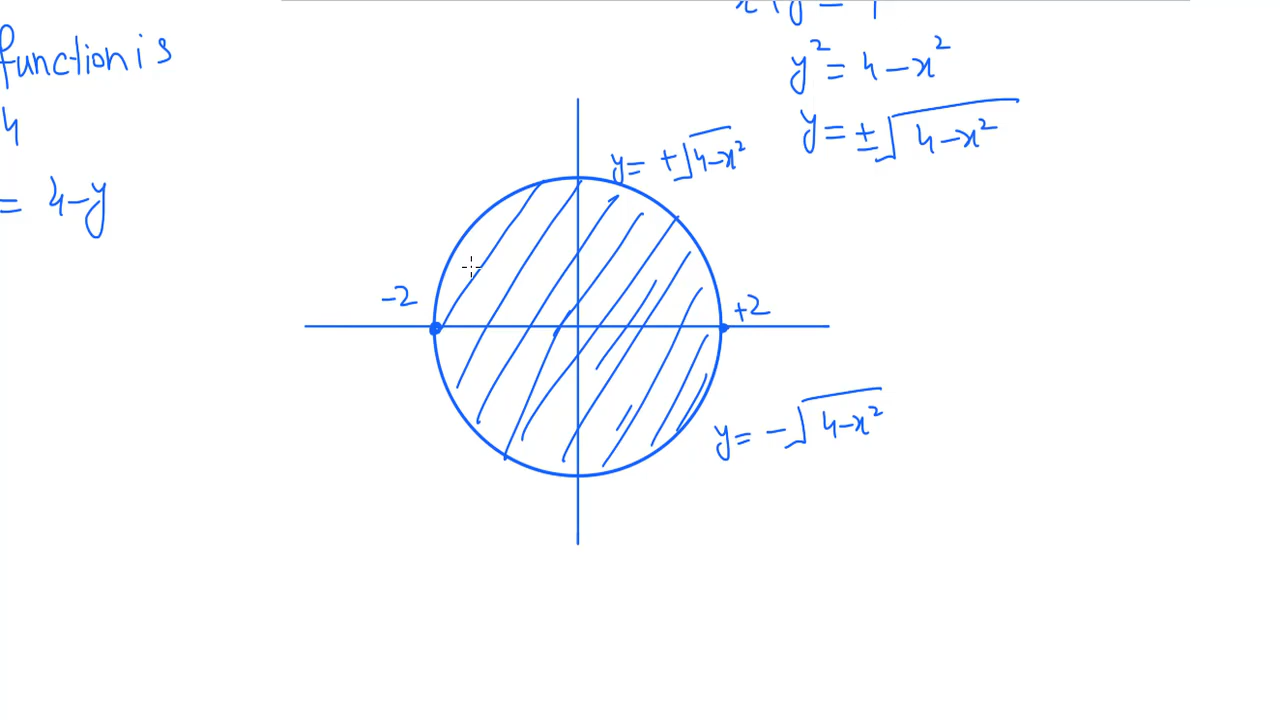 function is
4
= 4-y
y² = 4-x²
y = ±√(4-x²)
y = +√(4-x²)
-2
+2
y = -√(4-x²)